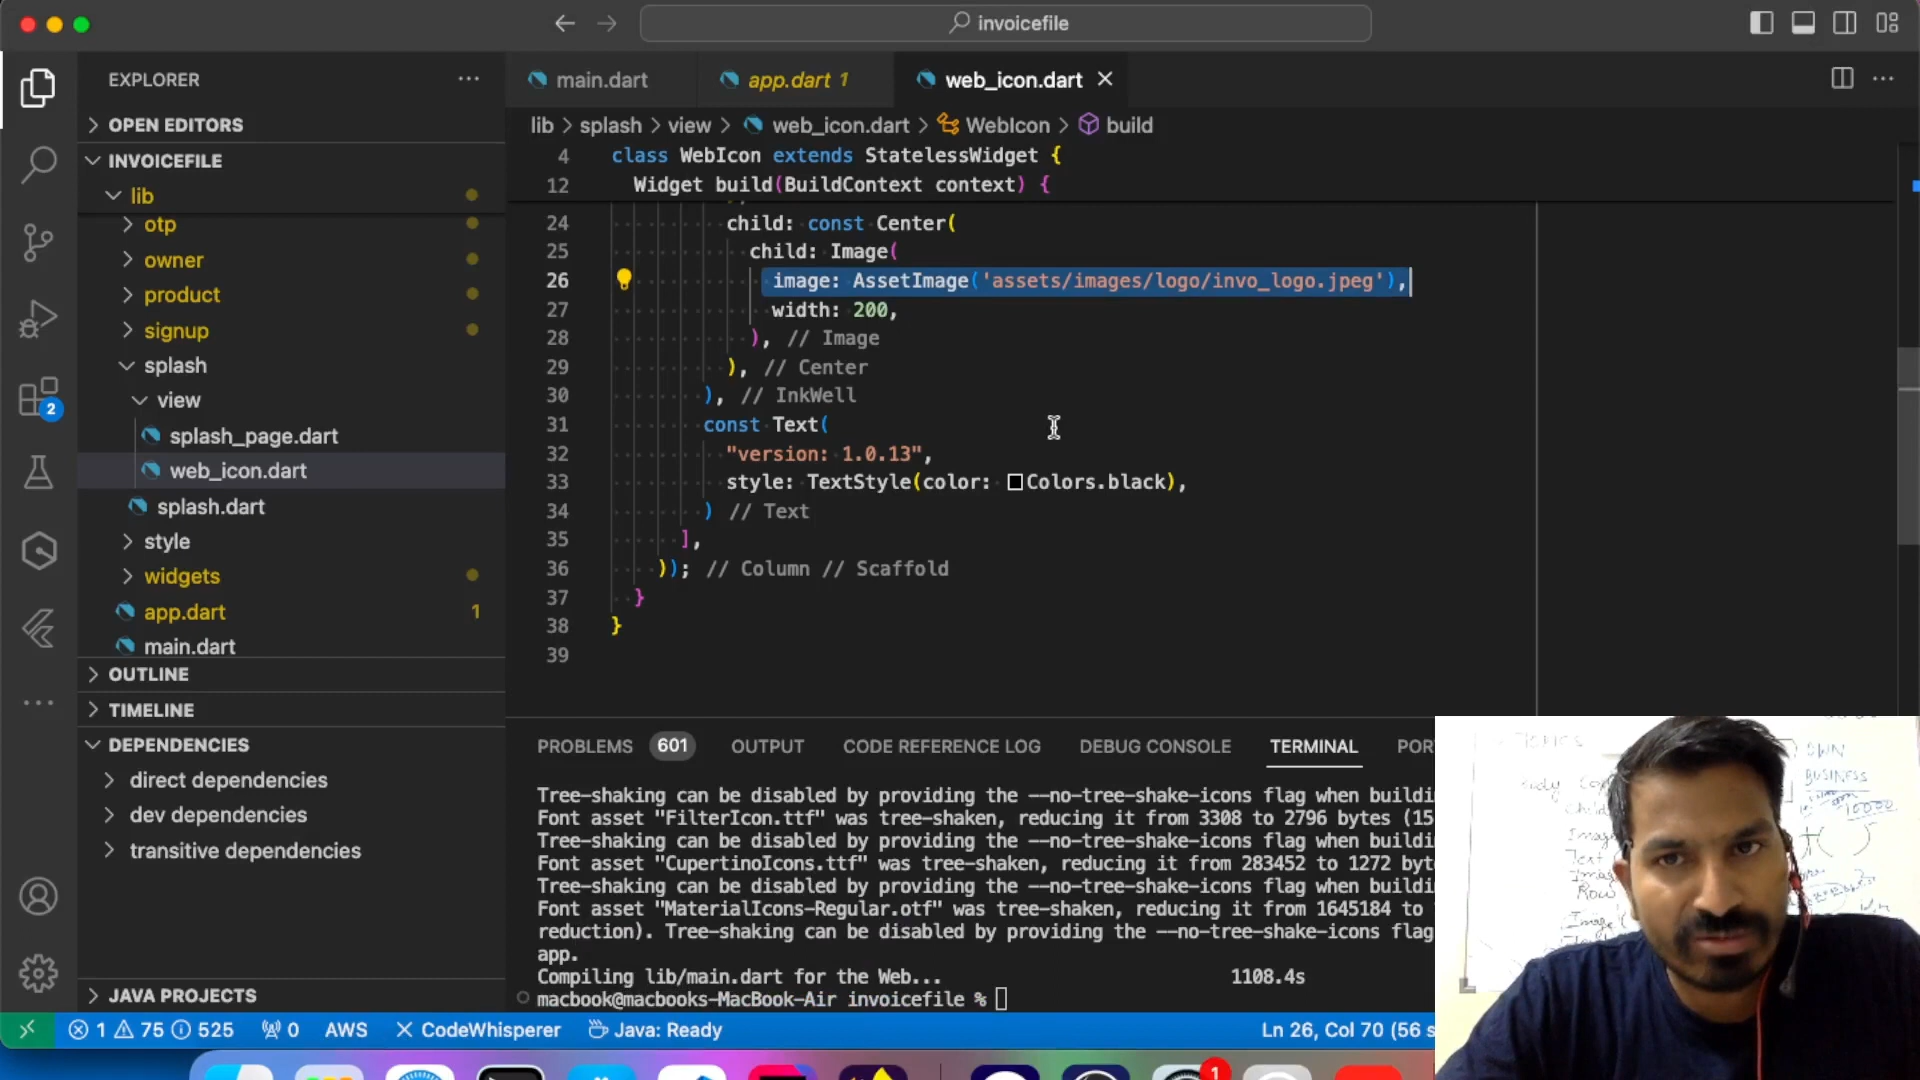 invoicefile
EXPLORER
main.dart
app.dart 1
web_icon.dart
OPEN EDITORS
lib > splash > view > web_icon.dart > WebIcon > build
INVOICEFILE
4 class WebIcon extends StatelessWidget {
lib
12 Widget build(BuildContext context) {
otp
owner
product
signup
splash
view
splash_page.dart
web_icon.dart
splash.dart
style
widgets
app.dart 1
main.dart
24 child: const Center(
25 child: Image(
26 image: AssetImage('assets/images/logo/invo_logo.jpeg'),
27 width: 200,
28 ), // Image
29 ), // Center
30 ), // InkWell
31 const Text(
32 "version: 1.0.13",
33 style: TextStyle(color: Colors.black),
34 ) // Text
35 ],
36 )); // Column // Scaffold
37 }
38 }
39
OUTLINE
TIMELINE
DEPENDENCIES
direct dependencies
dev dependencies
transitive dependencies
JAVA PROJECTS
2
PROBLEMS 601 OUTPUT CODE REFERENCE LOG DEBUG CONSOLE TERMINAL POR
Tree-shaking can be disabled by providing the --no-tree-shake-icons flag when buildi
Font asset "FilterIcon.ttf" was tree-shaken, reducing it from 3308 to 2796 bytes (15
Tree-shaking can be disabled by providing the --no-tree-shake-icons flag when buildi
Font asset "CupertinoIcons.ttf" was tree-shaken, reducing it from 283452 to 1272 byt
Tree-shaking can be disabled by providing the --no-tree-shake-icons flag when buildi
Font asset "MaterialIcons-Regular.otf" was tree-shaken, reducing it from 1645184 to
reduction). Tree-shaking can be disabled by providing the --no-tree-shake-icons flag
app.
Compiling lib/main.dart for the Web... 1108.4s
macbook@macbooks-MacBook-Air invoicefile %
TOPICS
Text
Row
OWN
BUSINESS
10000
1 75 525 0 AWS CodeWhisperer Java: Ready Ln 26, Col 70 (56 s
1